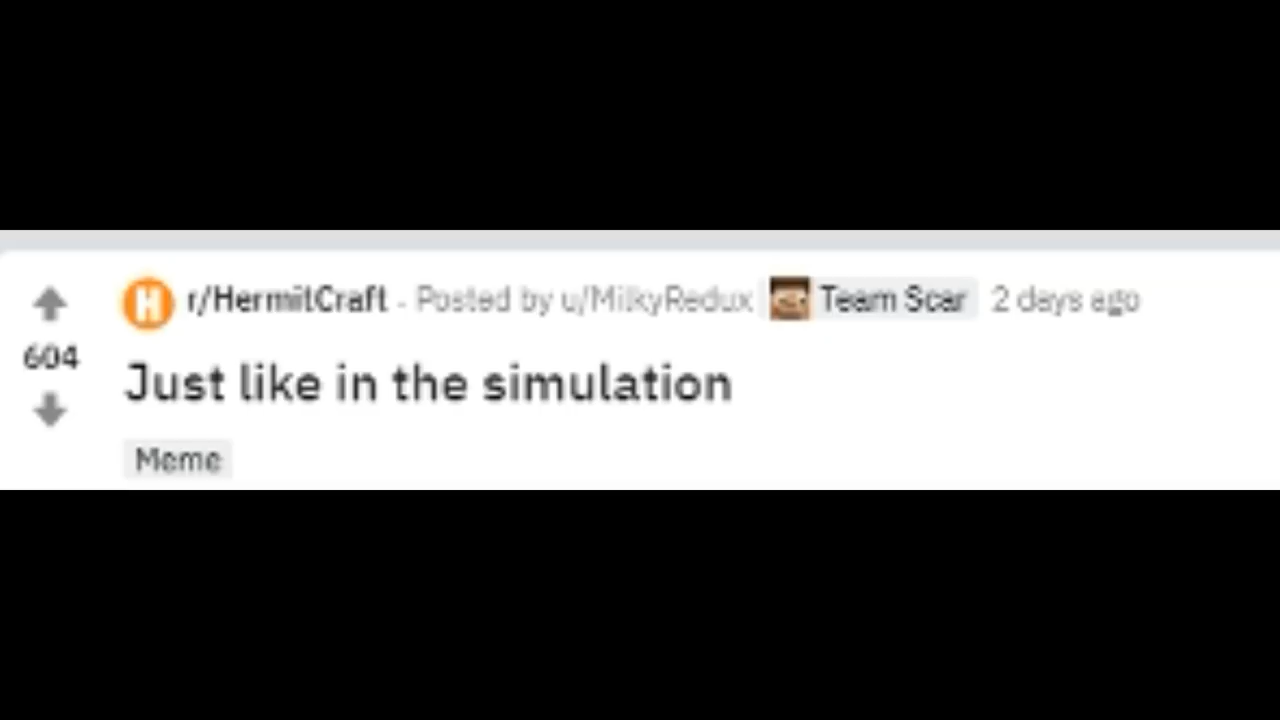 r/HermitCraft · Posted by u/MilkyRedux Team Scar 2 days ago
604
Just like in the simulation
Meme